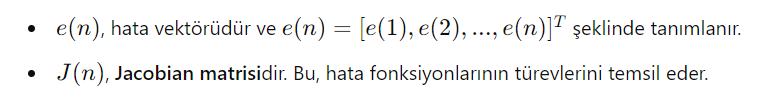 • e(n), hata vektörüdür ve e(n) = [e(1), e(2), ..., e(n)]^T şeklinde tanımlanır.
• J(n), Jacobian matrisidir. Bu, hata fonksiyonlarının türevlerini temsil eder.